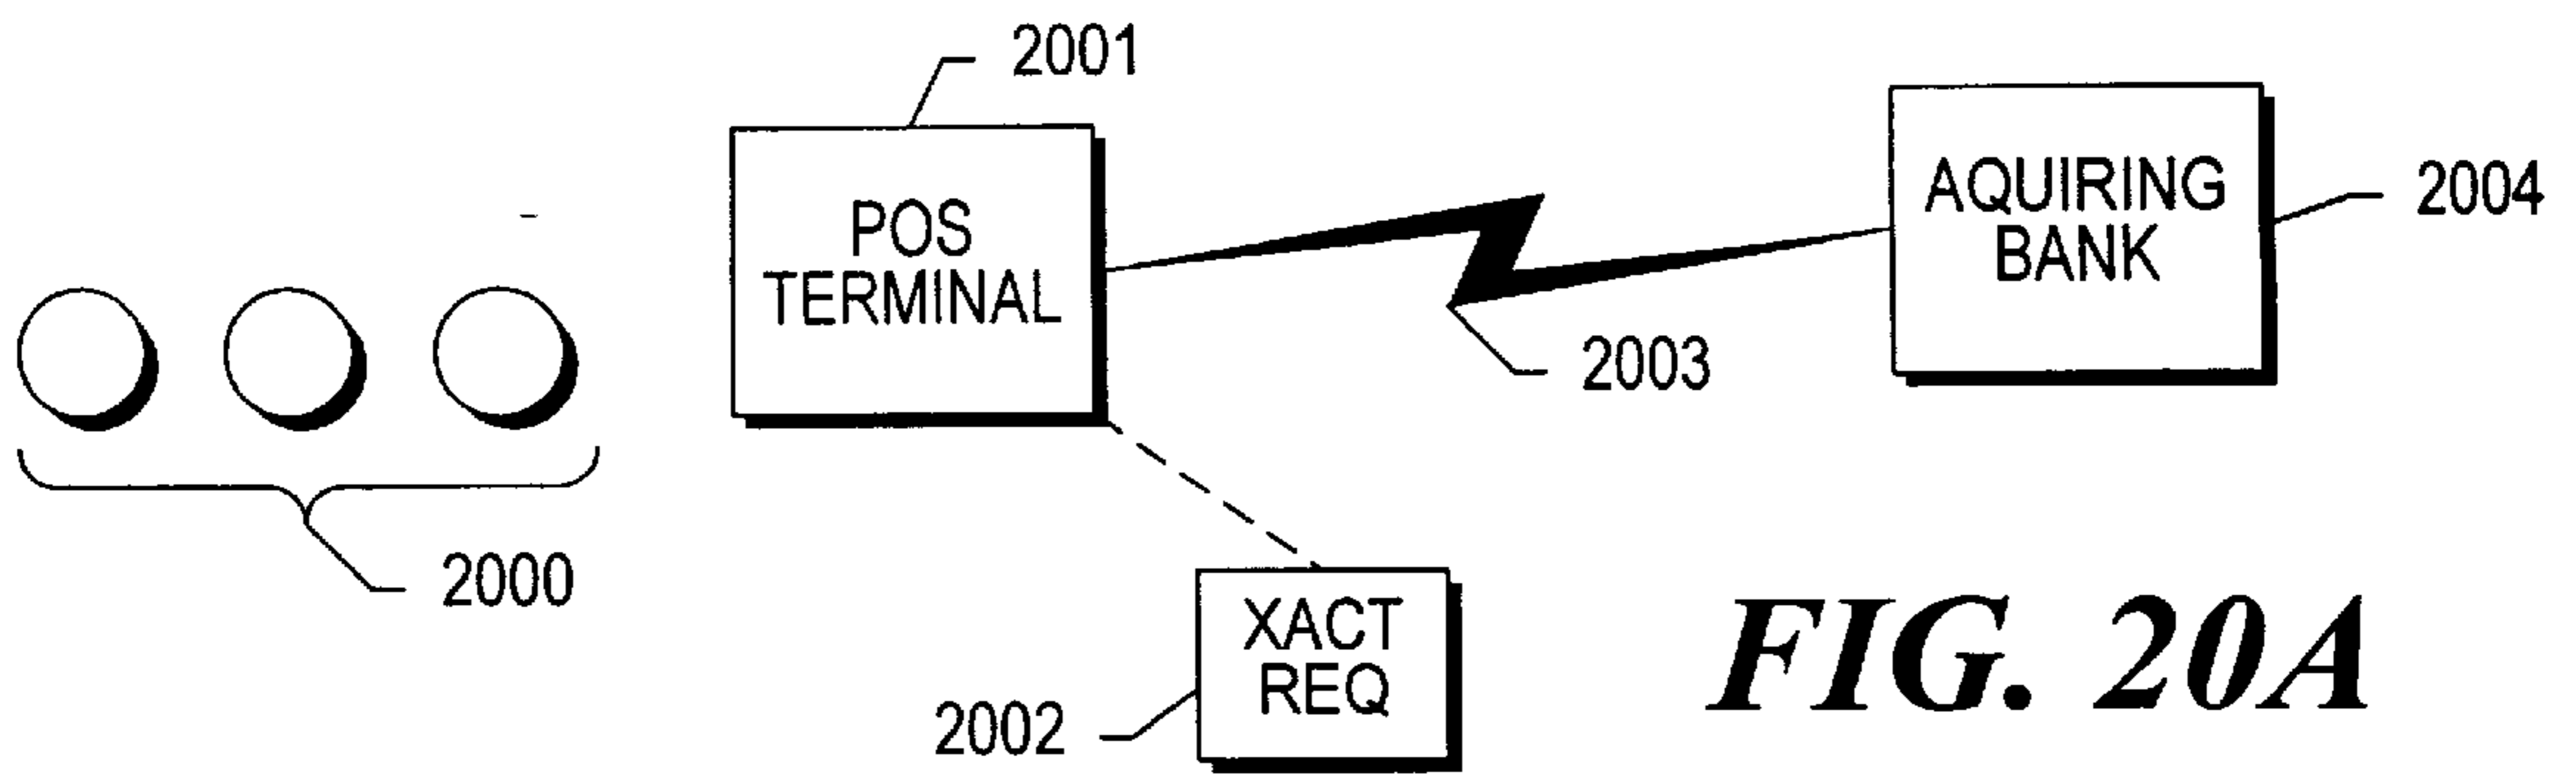 2001
POS
TERMINAL
AQUIRING
BANK
2004
2003
2000
XACT
REQ
2002
FIG. 20A